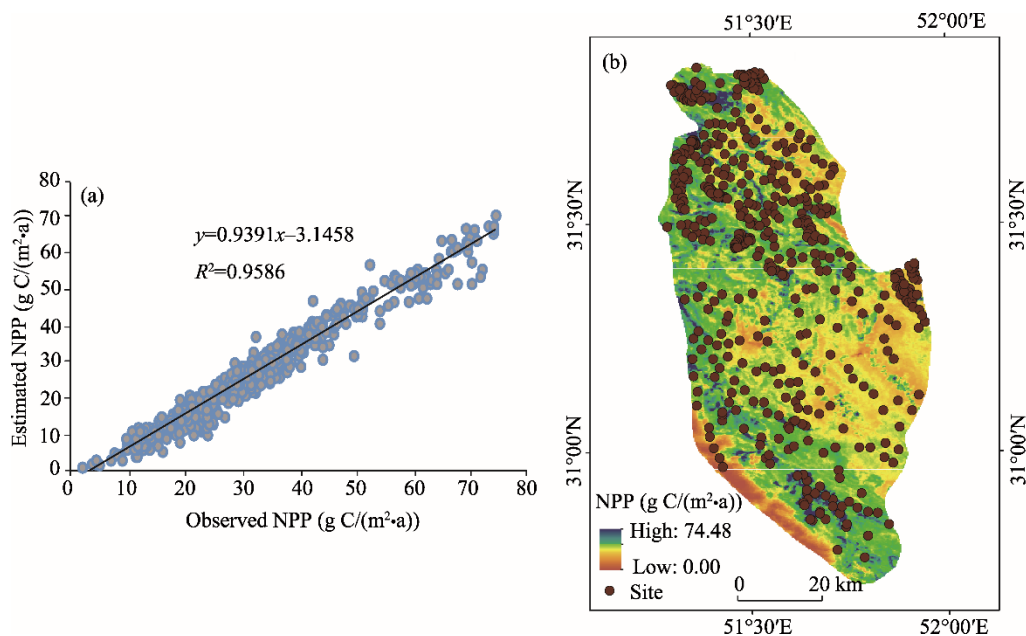 (a)
y=0.9391x–3.1458
R²=0.9586
80
70
60
50
40
30
20
10
0
Estimated NPP (g C/(m²•a))
0 10 20 30 40 50 60 70 80
Observed NPP (g C/(m²•a))
51°30′E 52°00′E
(b)
31°30′N 31°30′N
31°00′N 31°00′N
NPP (g C/(m²•a))
High: 74.48
Low: 0.00
Site
0 20 km
51°30′E 52°00′E